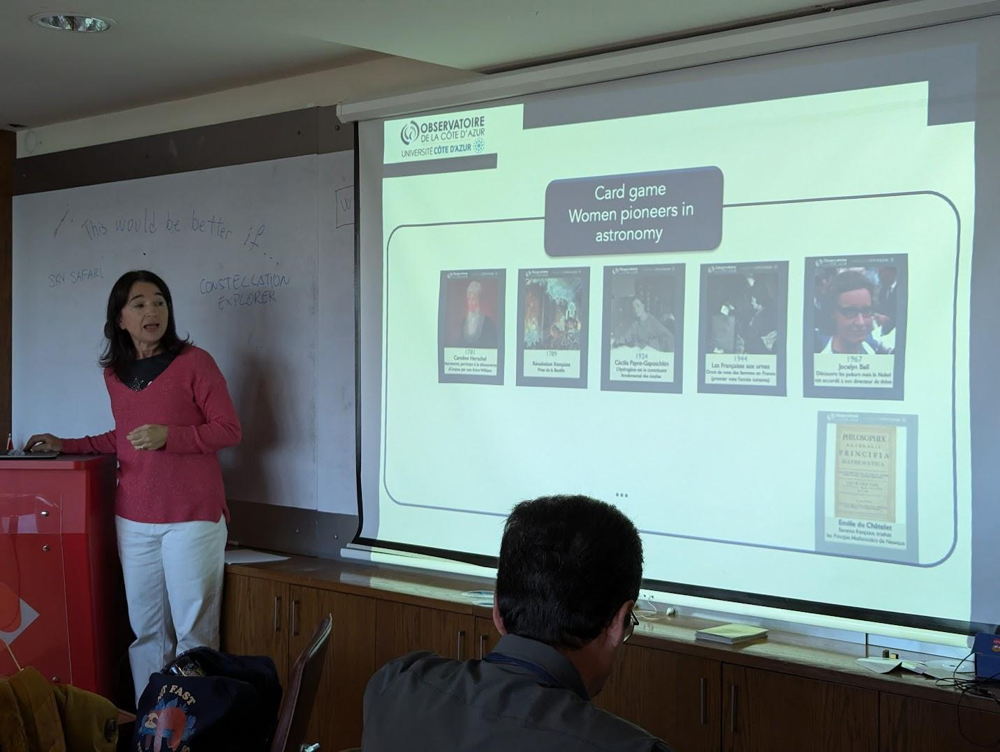 This would be better if...
SKY SAFARI
CONSTELLATION
EXPLORER
W
OBSERVATOIRE
DE LA CÔTE D'AZUR
UNIVERSITÉ CÔTE D'AZUR
Card game
Women pioneers in
astronomy
1781
Caroline Herschel
Astronome, participe à la découverte
d'Uranus par son frère William
1789
Révolution française
Prise de la Bastille
1924
Cécilia Payne-Gaposchkin
L'hydrogène est le constituant
fondamental des étoiles
1944
Les Françaises aux urnes
Droit de vote des femmes en France
(premier vote l'année suivante)
1967
Jocelyn Bell
Découvre les pulsars mais le Nobel
est accordé à son directeur de thèse
...
PHILOSOPHIÆ
NATURALIS
PRINCIPIA
MATHEMATICA
Emilie du Châtelet
Savante française, traduit
les Principia Mathematica de Newton
FAST